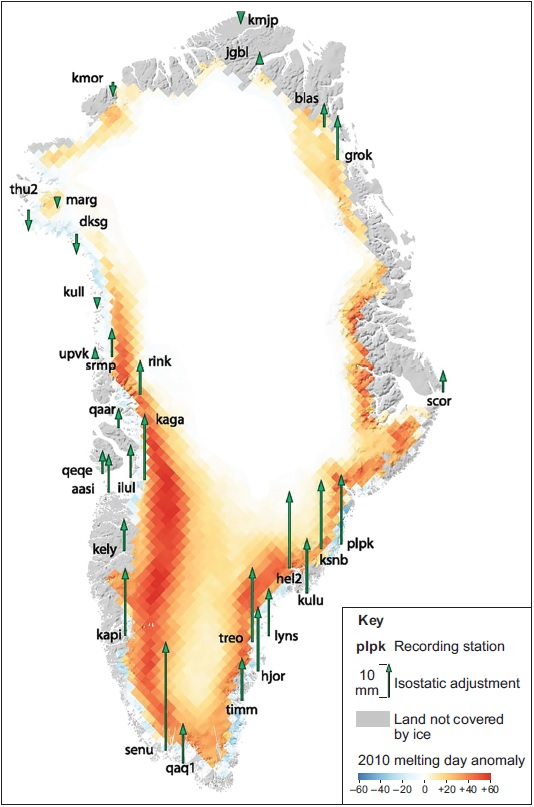 kmjp
jgbl
kmor
blas
grok
thu2
marg
dksg
kull
upvk
srmp
rink
scor
qaar
kaga
qeqe
aasi
ilul
plpk
kely
ksnb
hel2
kulu
kapi
treo
lyns
hjor
timm
senu
qaq1
Key
plpk Recording station
10
mm
Isostatic adjustment
Land not covered
by ice
2010 melting day anomaly
−60 −40 −20 0 +20 +40 +60